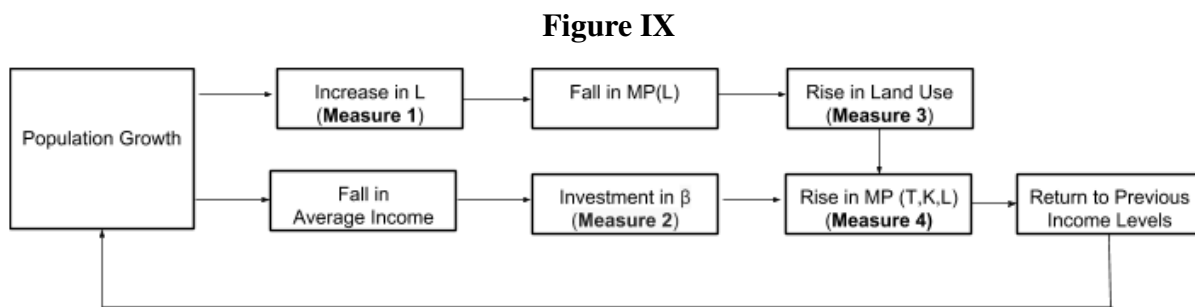 Figure IX
Population Growth
Increase in L
(Measure 1)
Fall in MP(L)
Rise in Land Use
(Measure 3)
Fall in
Average Income
Investment in β
(Measure 2)
Rise in MP (T,K,L)
(Measure 4)
Return to Previous
Income Levels